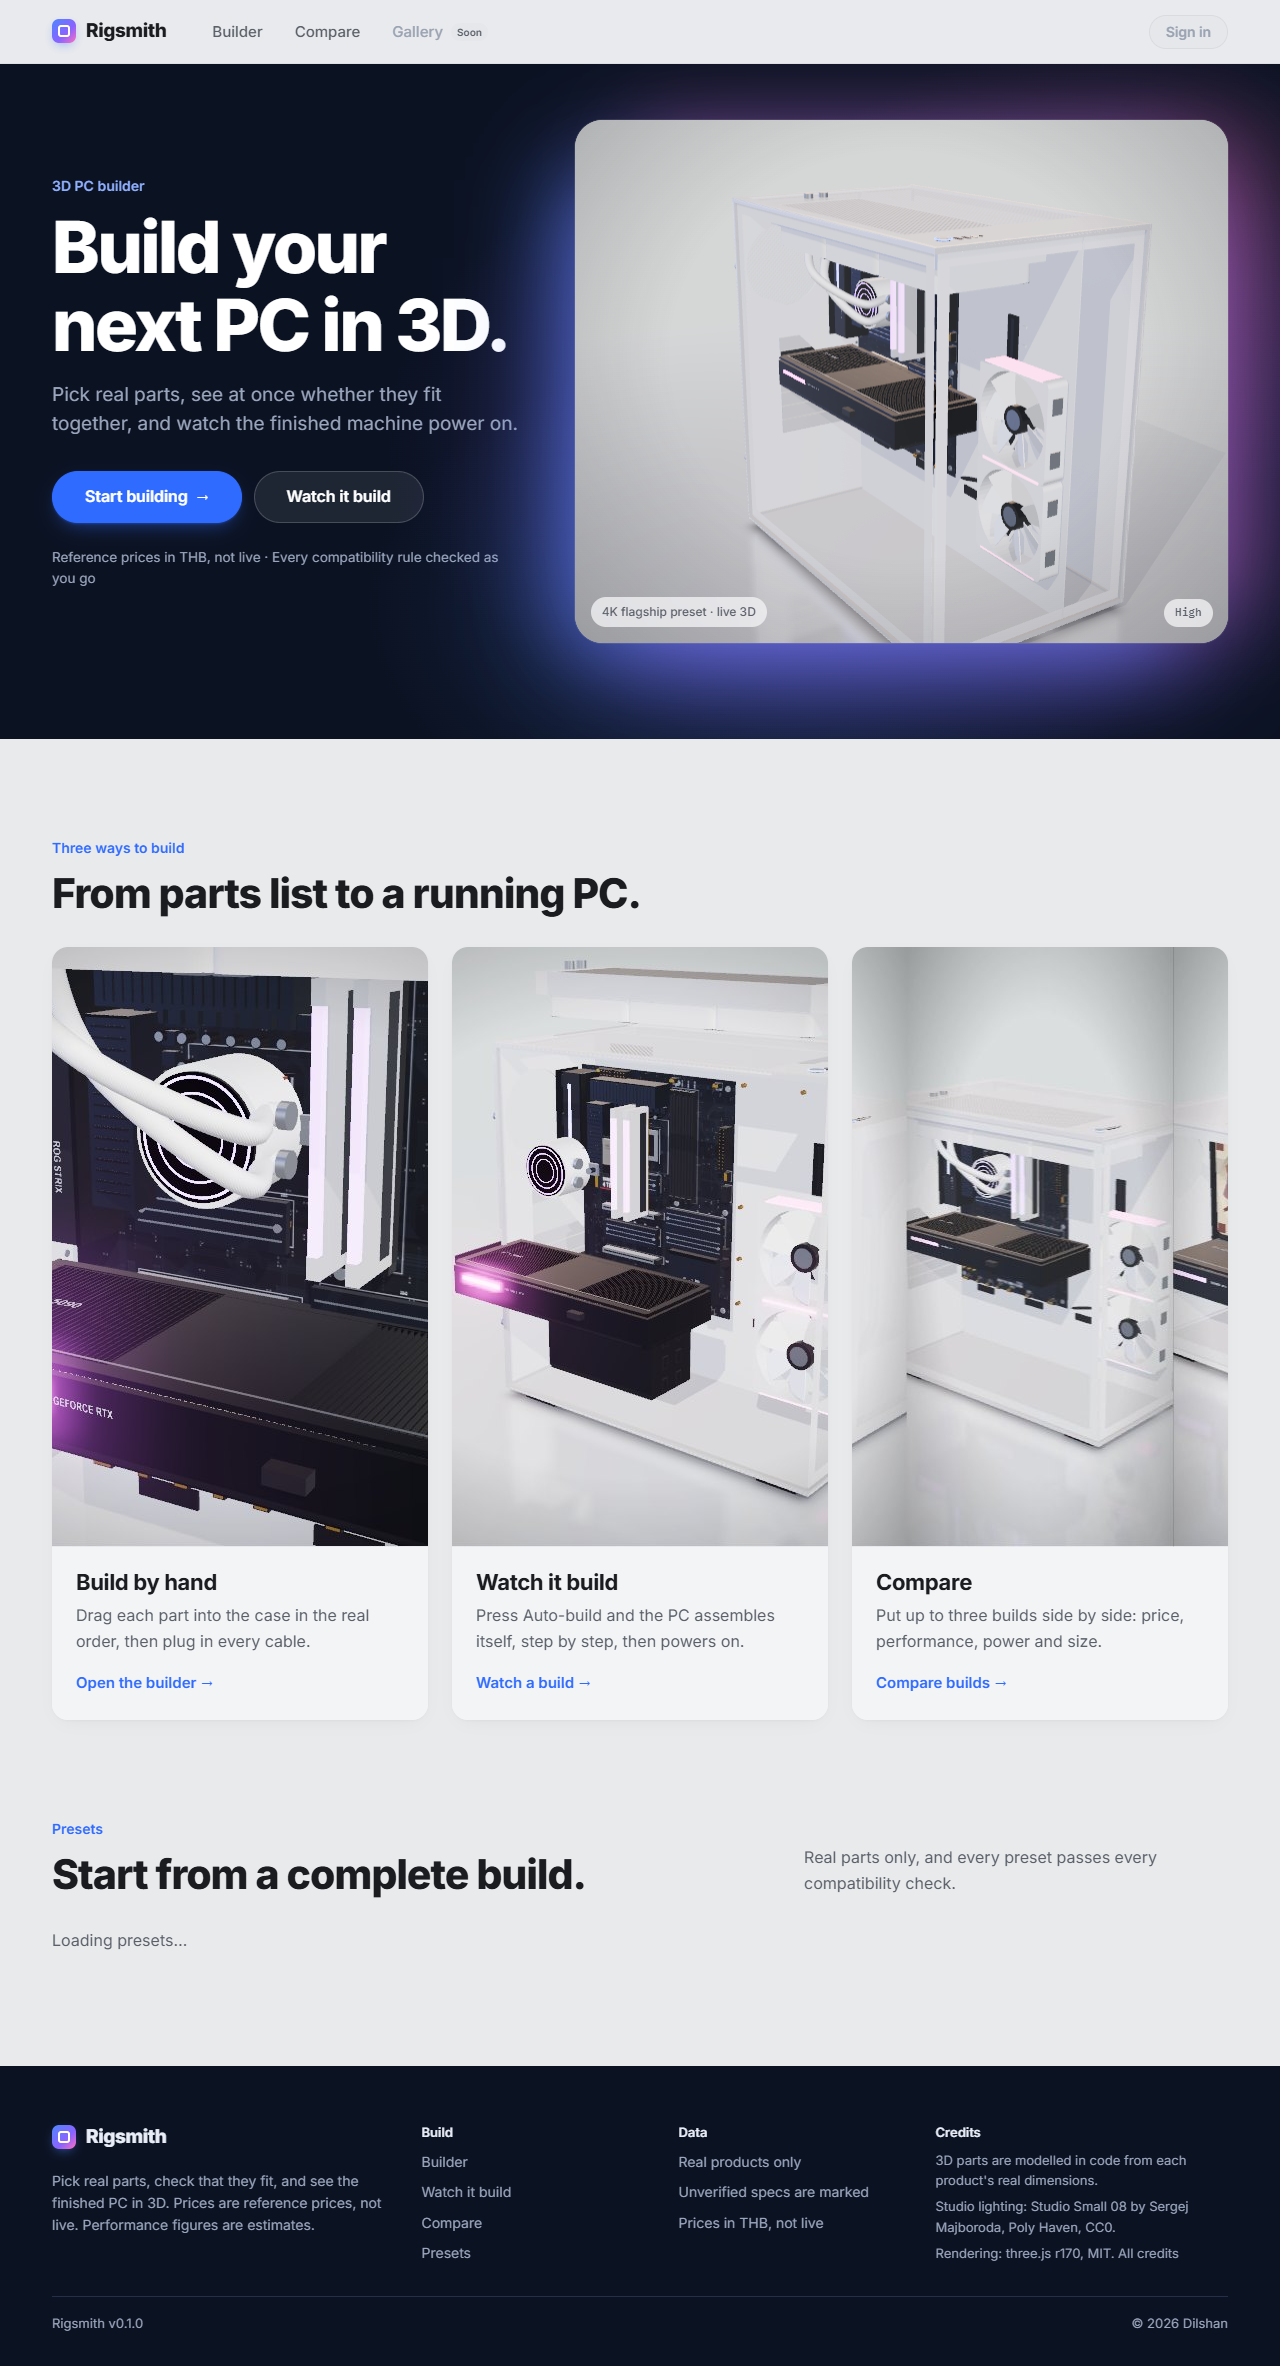 Rigsmith
Builder
Compare
Gallery Soon
Sign in
3D PC builder
Build your
next PC in 3D.
Pick real parts, see at once whether they fit
together, and watch the finished machine power on.
Start building →
Watch it build
Reference prices in THB, not live · Every compatibility rule checked as
you go
4K flagship preset · live 3D
High
Three ways to build
From parts list to a running PC.
ROG STRIX
5090
GEFORCE RTX
Build by hand
Drag each part into the case in the real
order, then plug in every cable.
Open the builder →
Watch it build
Press Auto-build and the PC assembles
itself, step by step, then powers on.
Watch a build →
Compare
Put up to three builds side by side: price,
performance, power and size.
Compare builds →
Presets
Start from a complete build.
Real parts only, and every preset passes every
compatibility check.
Loading presets...
Rigsmith
Pick real parts, check that they fit, and see the
finished PC in 3D. Prices are reference prices, not
live. Performance figures are estimates.
Build
Builder
Watch it build
Compare
Presets
Data
Real products only
Unverified specs are marked
Prices in THB, not live
Credits
3D parts are modelled in code from each
product's real dimensions.
Studio lighting: Studio Small 08 by Sergej
Majboroda, Poly Haven, CC0.
Rendering: three.js r170, MIT. All credits
Rigsmith v0.1.0
© 2026 Dilshan